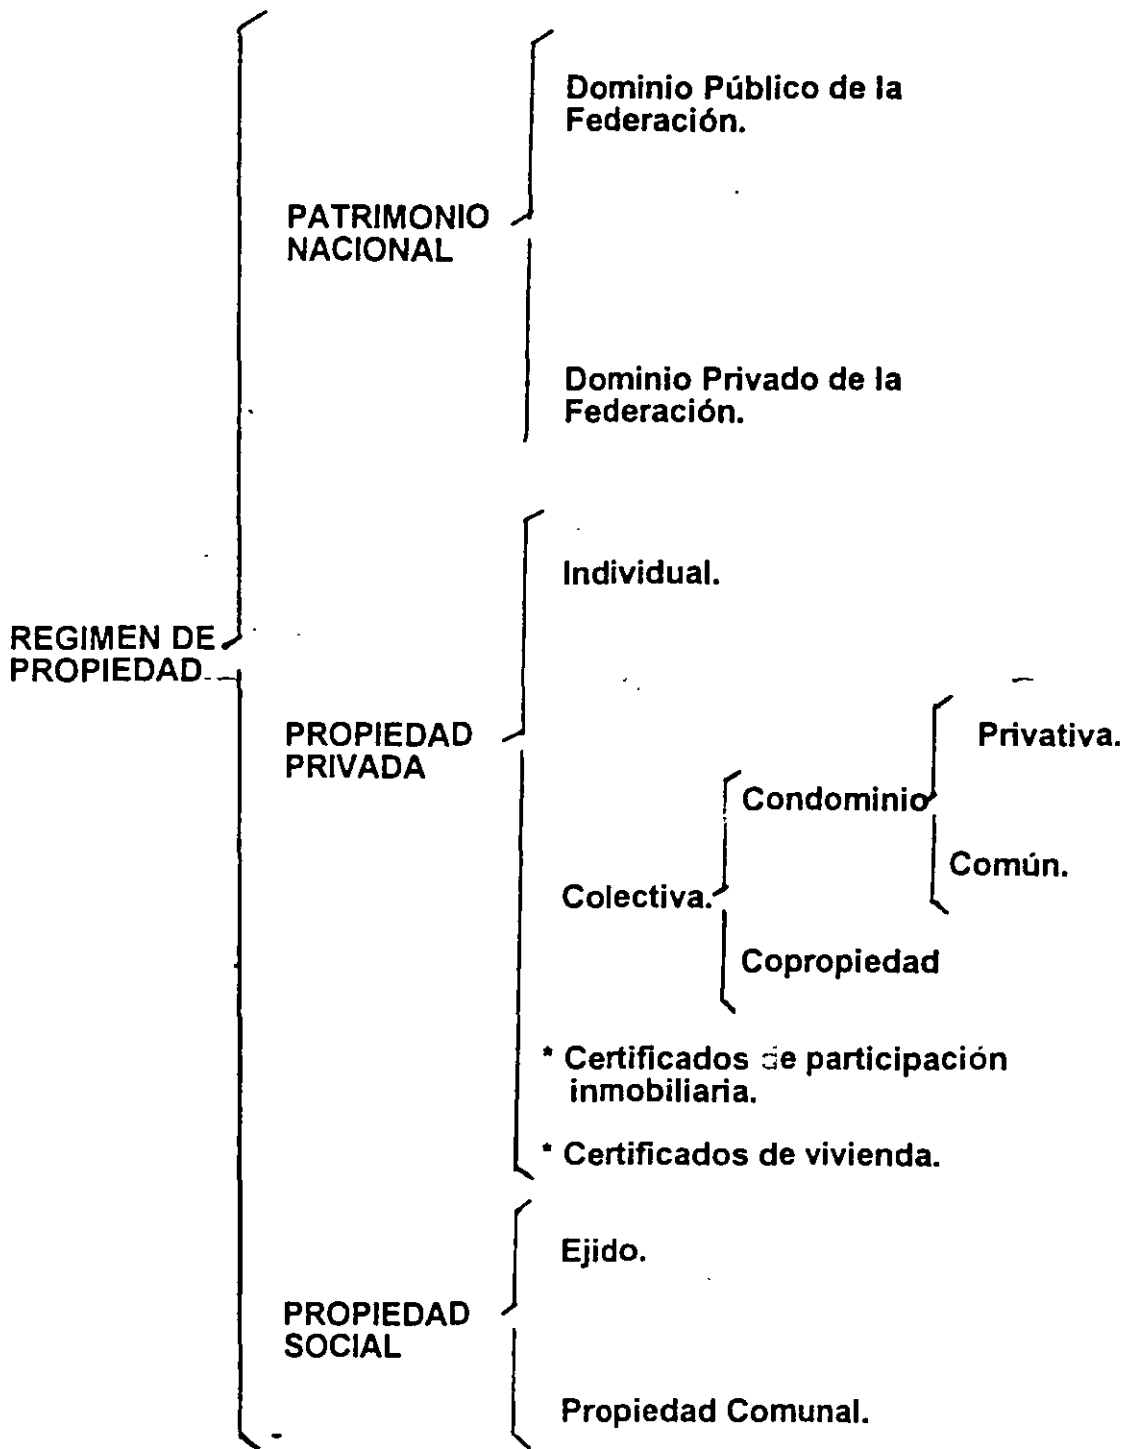 REGIMEN DE
PROPIEDAD
PATRIMONIO
NACIONAL
Dominio Público de la
Federación.
Dominio Privado de la
Federación.
PROPIEDAD
PRIVADA
Individual.
Colectiva.
Condominio
Privativa.
Común.
Copropiedad
* Certificados de participación
inmobiliaria.
* Certificados de vivienda.
PROPIEDAD
SOCIAL
Ejido.
Propiedad Comunal.